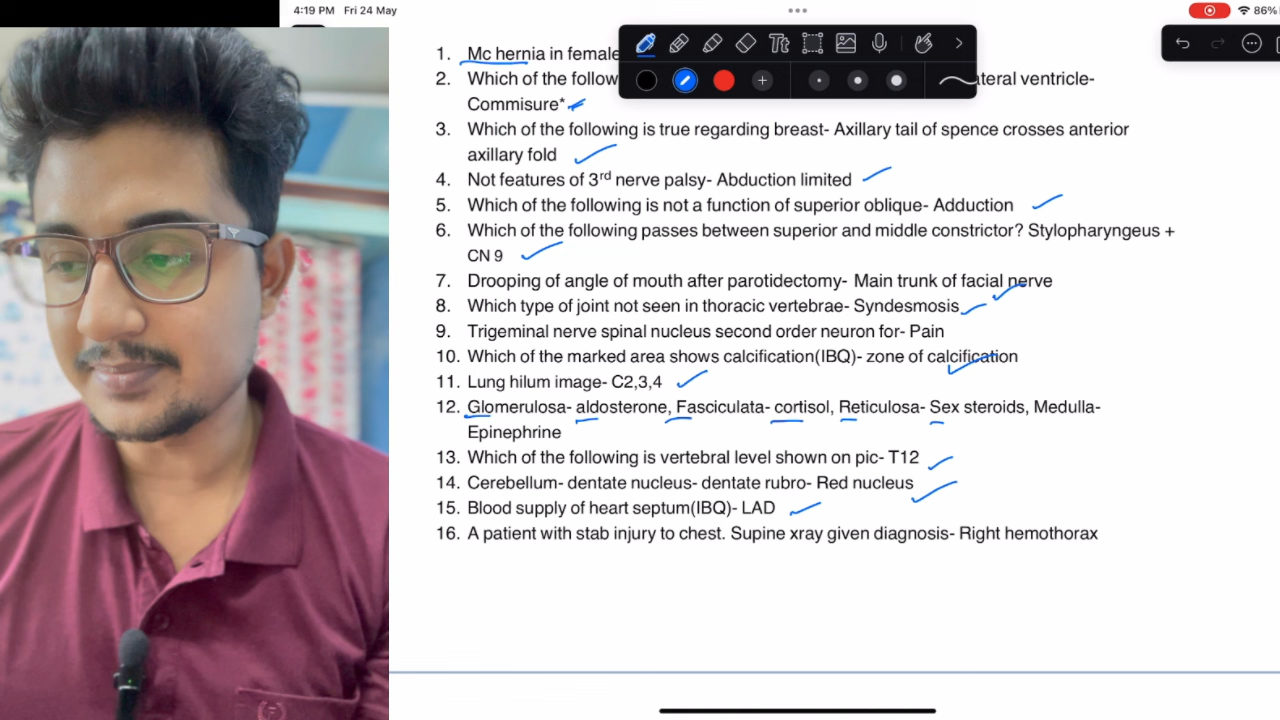 4:19 PM Fri 24 May
86%
1. Mc hernia in female
2. Which of the follow ateral ventricle-
Commisure*
3. Which of the following is true regarding breast- Axillary tail of spence crosses anterior
axillary fold
4. Not features of 3rd nerve palsy- Abduction limited
5. Which of the following is not a function of superior oblique- Adduction
6. Which of the following passes between superior and middle constrictor? Stylopharyngeus +
CN 9
7. Drooping of angle of mouth after parotidectomy- Main trunk of facial nerve
8. Which type of joint not seen in thoracic vertebrae- Syndesmosis
9. Trigeminal nerve spinal nucleus second order neuron for- Pain
10. Which of the marked area shows calcification(IBQ)- zone of calcification
11. Lung hilum image- C2,3,4
12. Glomerulosa- aldosterone, Fasciculata- cortisol, Reticulosa- Sex steroids, Medulla-
Epinephrine
13. Which of the following is vertebral level shown on pic- T12
14. Cerebellum- dentate nucleus- dentate rubro- Red nucleus
15. Blood supply of heart septum(IBQ)- LAD
16. A patient with stab injury to chest. Supine xray given diagnosis- Right hemothorax